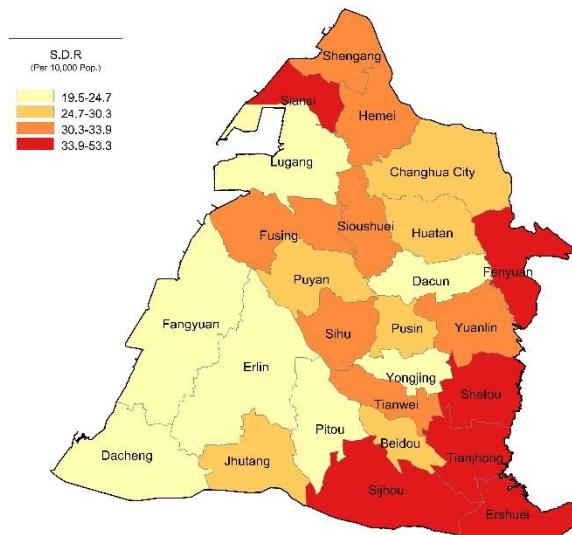 S.D.R
(Per 10,000 Pop.)
19.5-24.7
24.7-30.3
30.3-33.9
33.9-53.3
Shengang
Siansi
Hemei
Lugang
Changhua City
Sioushuei
Huatan
Fusing
Fenyuan
Puyan
Dacun
Fangyuan
Sihu
Pusin
Yuanlin
Erlin
Yongjing
Shetou
Tianwei
Pitou
Beidou
Dacheng
Jhutang
Tianjhong
Sijhou
Ershuei